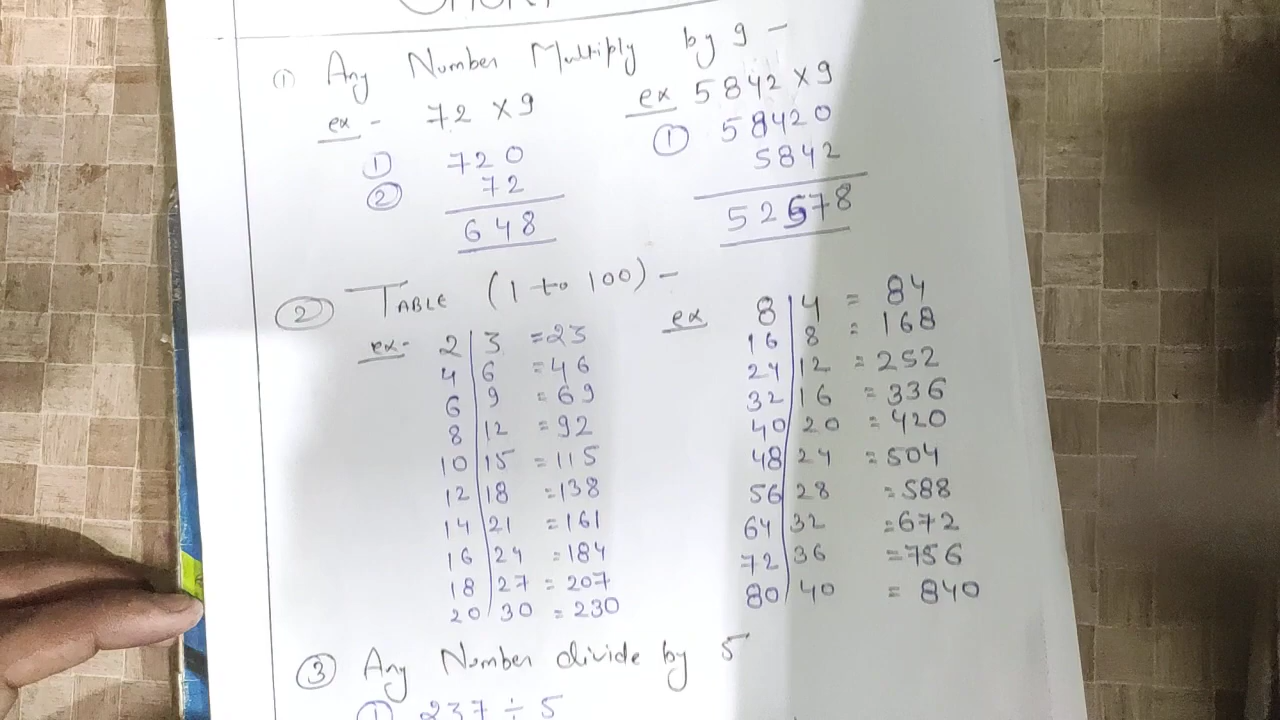 ① Any Number Multiply by 9 -
ex - 72 × 9
① 720
② 72
648
ex 5842 × 9
① 58420
5842
52578
② TABLE (1 to 100) -
ex- 2 | 3 = 23
4 | 6 = 46
6 | 9 = 69
8 | 12 = 92
10 | 15 = 115
12 | 18 = 138
14 | 21 = 161
16 | 24 = 184
18 | 27 = 207
20 | 30 = 230
ex 8 | 4 = 84
16 | 8 = 168
24 | 12 = 252
32 | 16 = 336
40 | 20 = 420
48 | 24 = 504
56 | 28 = 588
64 | 32 = 672
72 | 36 = 756
80 | 40 = 840
③ Any Number divide by 5
① 237 ÷ 5